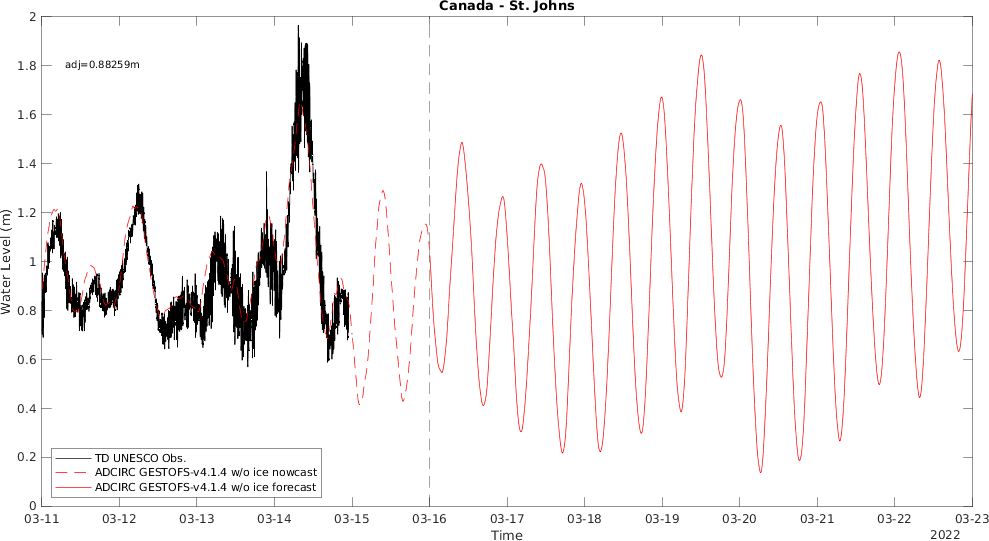 Canada - St. Johns
2
1.8
1.6
1.4
1.2
1
0.8
0.6
0.4
0.2
0
Water Level (m)
adj=0.88259m
TD UNESCO Obs.
ADCIRC GESTOFS-v4.1.4 w/o ice nowcast
ADCIRC GESTOFS-v4.1.4 w/o ice forecast
03-11 03-12 03-13 03-14 03-15 03-16 03-17 03-18 03-19 03-20 03-21 03-22 03-23
Time
2022